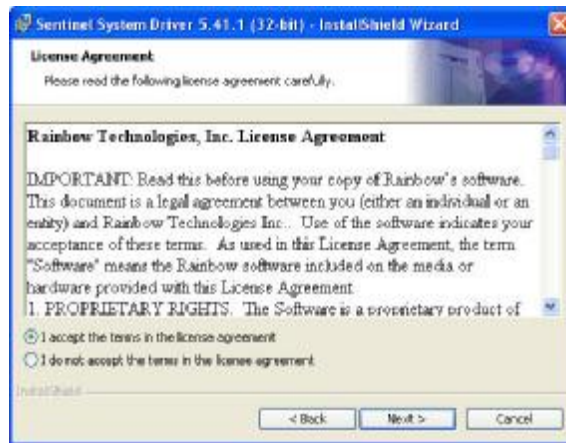 Sentinel System Driver 5.41.1 (32-bit) - InstallShield Wizard
License Agreement
Please read the following license agreement carefully.
Rainbow Technologies, Inc. License Agreement
IMPORTANT: Read this before using your copy of Rainbow's software.
This document is a legal agreement between you (either an individual or an
entity) and Rainbow Technologies Inc.. Use of the software indicates your
acceptance of these terms. As used in this License Agreement, the term
"Software" means the Rainbow software included on the media or
hardware provided with this License Agreement
1. PROPRIETARY RIGHTS. The Software is a proprietary product of
I accept the terms in the license agreement
I do not accept the terms in the license agreement
InstallShield
< Back Next > Cancel